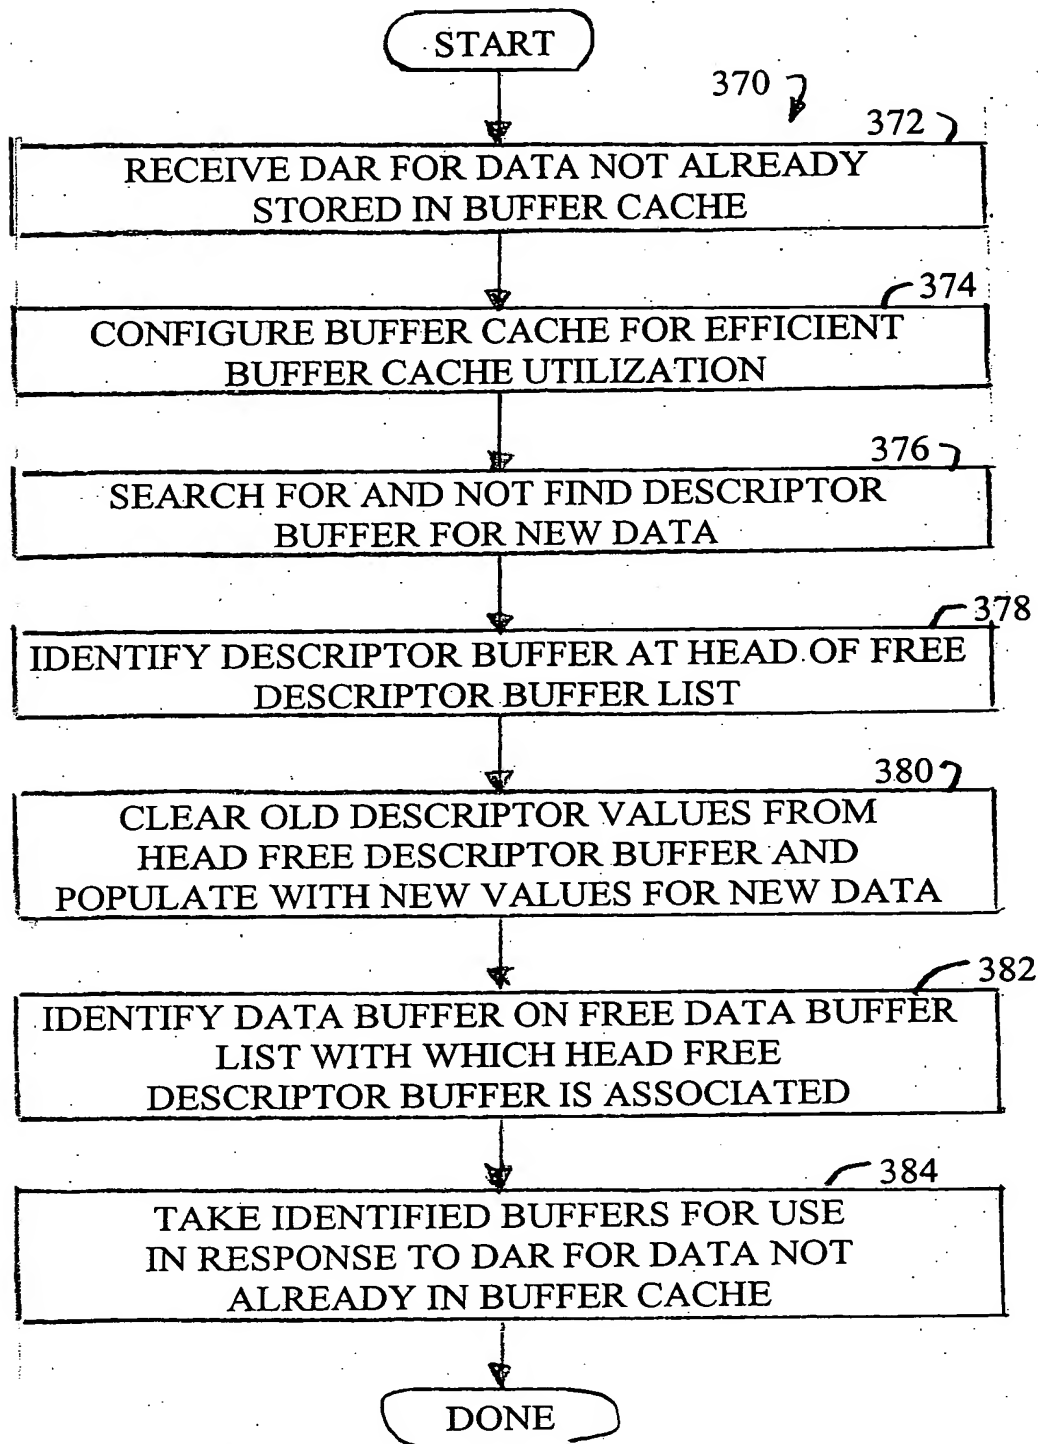 START
370
372
RECEIVE DAR FOR DATA NOT ALREADY
STORED IN BUFFER CACHE
374
CONFIGURE BUFFER CACHE FOR EFFICIENT
BUFFER CACHE UTILIZATION
376
SEARCH FOR AND NOT FIND DESCRIPTOR
BUFFER FOR NEW DATA
378
IDENTIFY DESCRIPTOR BUFFER AT HEAD OF FREE
DESCRIPTOR BUFFER LIST
380
CLEAR OLD DESCRIPTOR VALUES FROM
HEAD FREE DESCRIPTOR BUFFER AND
POPULATE WITH NEW VALUES FOR NEW DATA
382
IDENTIFY DATA BUFFER ON FREE DATA BUFFER
LIST WITH WHICH HEAD FREE
DESCRIPTOR BUFFER IS ASSOCIATED
384
TAKE IDENTIFIED BUFFERS FOR USE
IN RESPONSE TO DAR FOR DATA NOT
ALREADY IN BUFFER CACHE
DONE